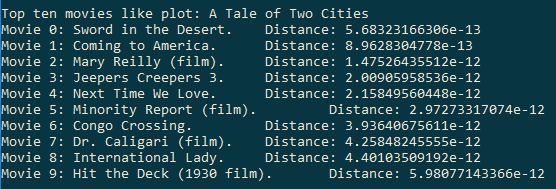 Top ten movies like plot: A Tale of Two Cities
Movie 0: Sword in the Desert. Distance: 5.68323166306e-13
Movie 1: Coming to America. Distance: 8.9628304778e-13
Movie 2: Mary Reilly (film). Distance: 1.47526435512e-12
Movie 3: Jeepers Creepers 3. Distance: 2.00905958536e-12
Movie 4: Next Time We Love. Distance: 2.15849560448e-12
Movie 5: Minority Report (film). Distance: 2.97273317074e-12
Movie 6: Congo Crossing. Distance: 3.93640675611e-12
Movie 7: Dr. Caligari (film). Distance: 4.25848245555e-12
Movie 8: International Lady. Distance: 4.40103509192e-12
Movie 9: Hit the Deck (1930 film). Distance: 5.98077143366e-12